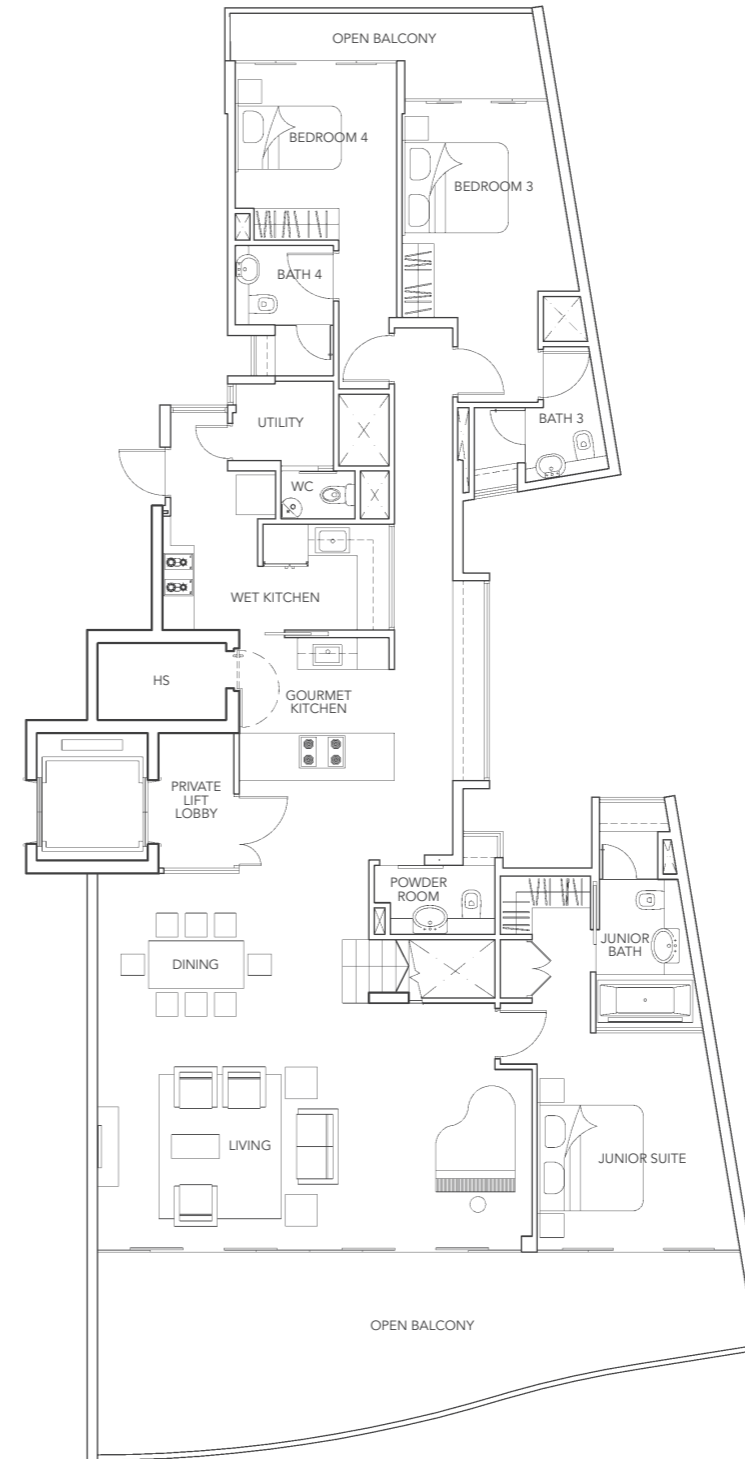 OPEN BALCONY
BEDROOM 4
BEDROOM 3
BATH 4
BATH 3
UTILITY
WC
WET KITCHEN
HS
GOURMET
KITCHEN
PRIVATE
LIFT
LOBBY
POWDER
ROOM
JUNIOR
BATH
DINING
LIVING
JUNIOR SUITE
OPEN BALCONY